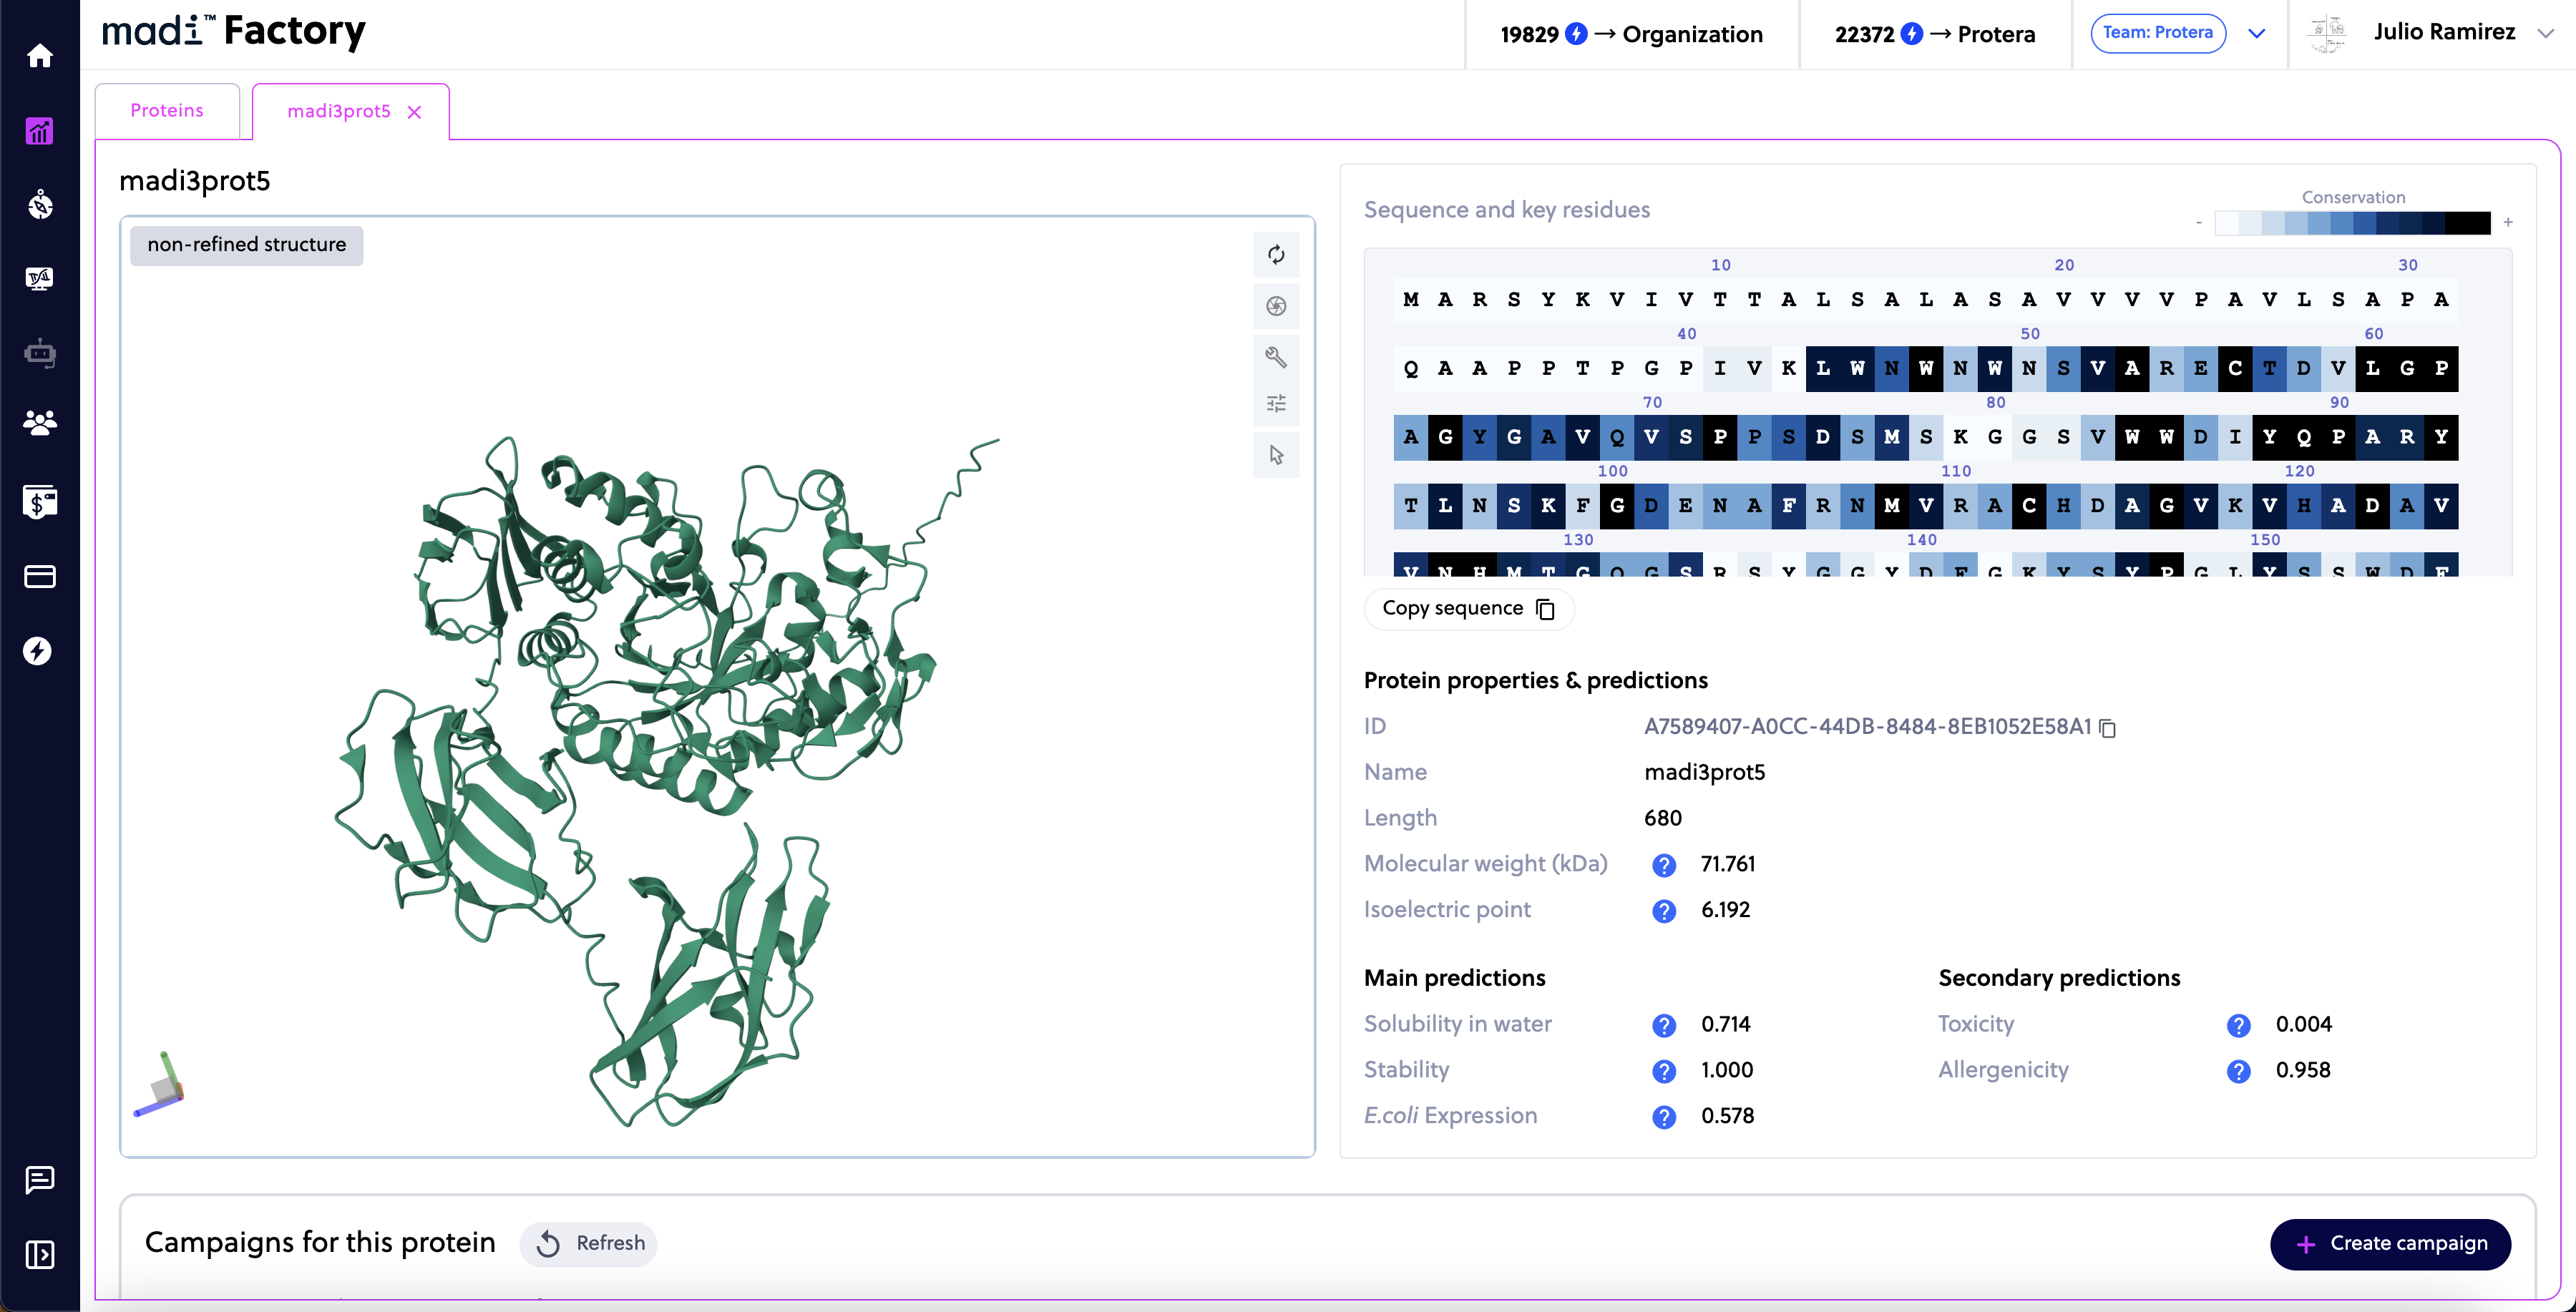 madi™ Factory
19829 → Organization
22372 → Protera
Team: Protera
Julio Ramirez
Proteins
madi3prot5
madi3prot5
non-refined structure
Sequence and key residues
Conservation
- +
10 20 30
M A R S Y K V I V T T A L S A L A S A V V V V P A V L S A P A
40 50 60
Q A A P P T P G P I V K L W N W N W N S V A R E C T D V L G P
70 80 90
A G Y G A V Q V S P P S D S M S K G G S V W W D I Y Q P A R Y
100 110 120
T L N S K F G D E N A F R N M V R A C H D A G V K V H A D A V
130 140 150
V N H M T G Q G S R S Y G G Y D F G K Y S Y P G L Y S S W D F
Copy sequence
Protein properties & predictions
ID A7589407-A0CC-44DB-8484-8EB1052E58A1
Name madi3prot5
Length 680
Molecular weight (kDa) ? 71.761
Isoelectric point ? 6.192
Main predictions
Solubility in water ? 0.714
Stability ? 1.000
E.coli Expression ? 0.578
Secondary predictions
Toxicity ? 0.004
Allergenicity ? 0.958
Campaigns for this protein
Refresh
+ Create campaign